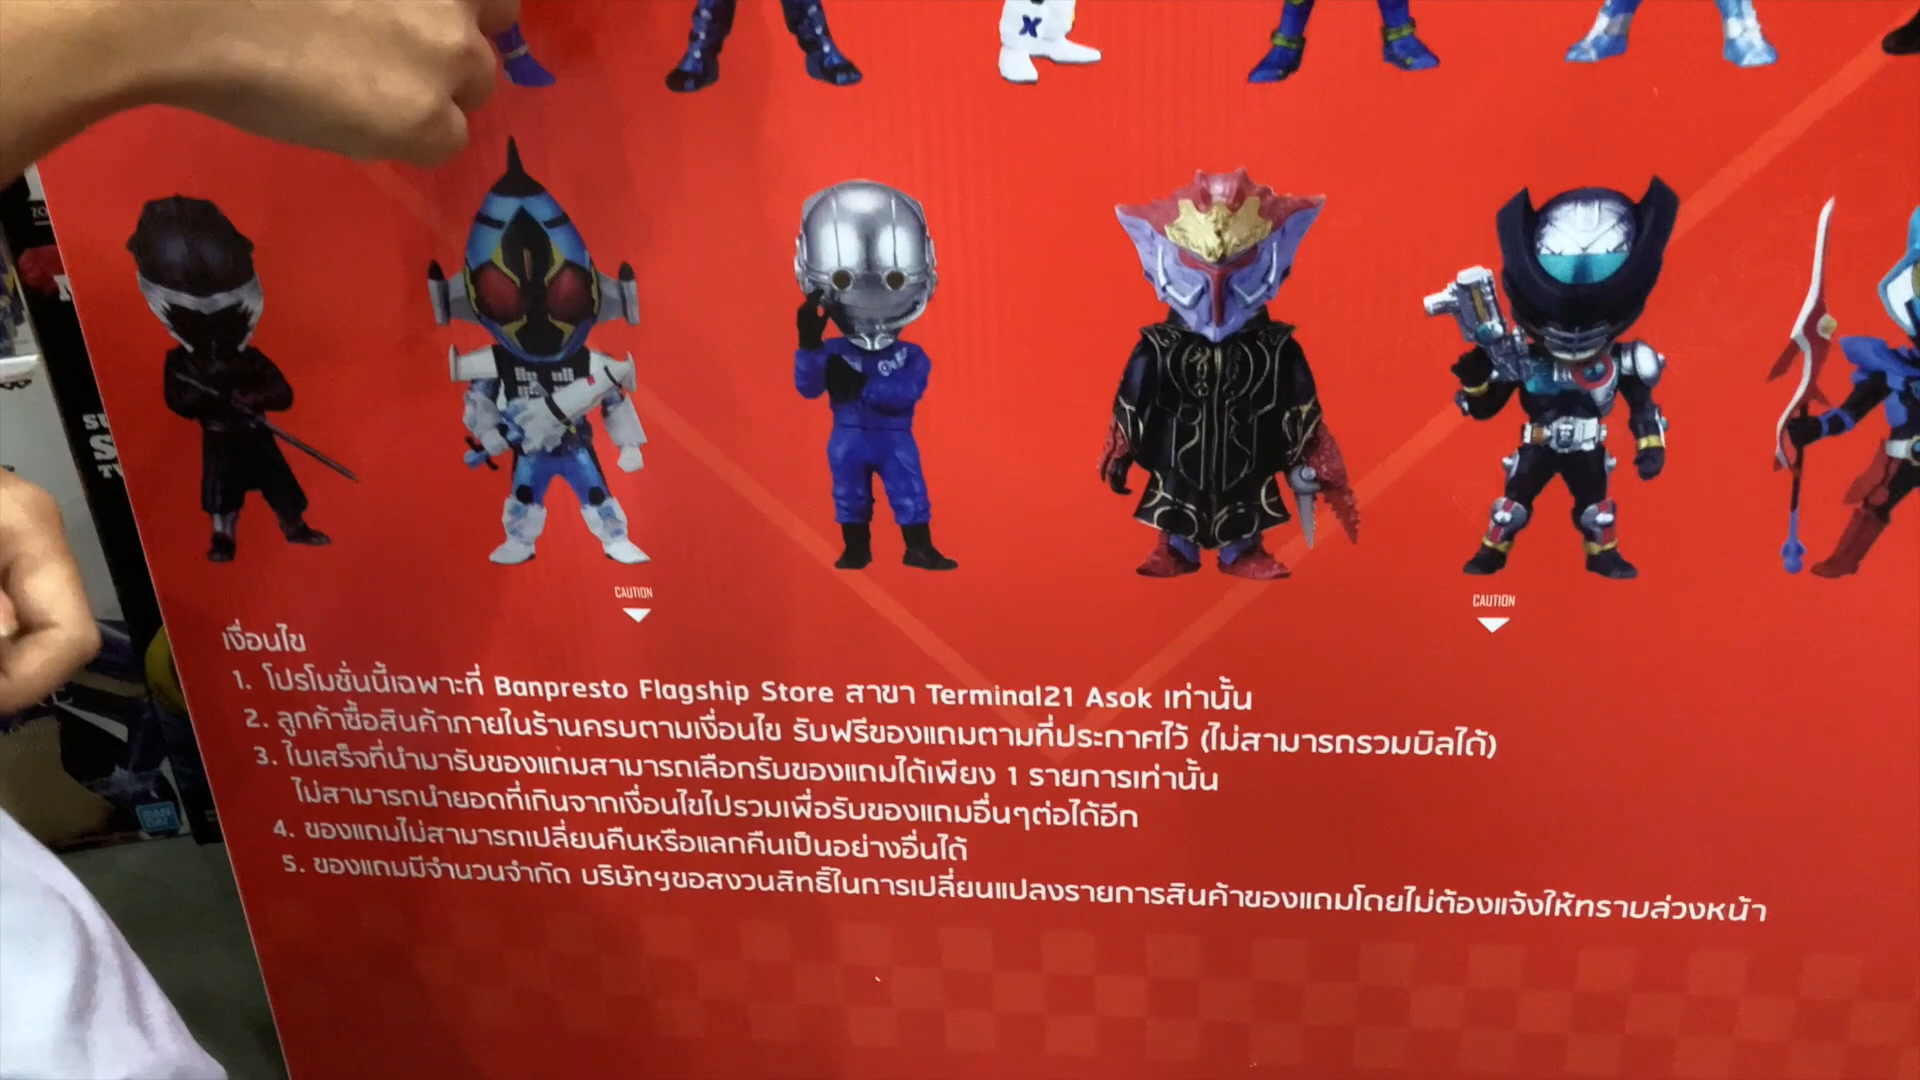 X
CAUTION
CAUTION
เงื่อนไข
1. โปรโมชั่นนี้เฉพาะที่ Banpresto Flagship Store สาขา Terminal21 Asok เท่านั้น
2. ลูกค้าซื้อสินค้าภายในร้านครบตามเงื่อนไข รับฟรีของแถมตามที่ประกาศไว้ (ไม่สามารถรวมบิลได้)
3. ใบเสร็จที่นำมารับของแถมสามารถเลือกรับของแถมได้เพียง 1 รายการเท่านั้น
ไม่สามารถนำยอดที่เกินจากเงื่อนไขไปรวมเพื่อรับของแถมอื่นๆต่อได้อีก
4. ของแถมไม่สามารถเปลี่ยนคืนหรือแลกคืนเป็นอย่างอื่นได้
5. ของแถมมีจำนวนจำกัด บริษัทฯขอสงวนสิทธิ์ในการเปลี่ยนแปลงรายการสินค้าของแถมโดยไม่ต้องแจ้งให้ทราบล่วงหน้า
BAN
DAI